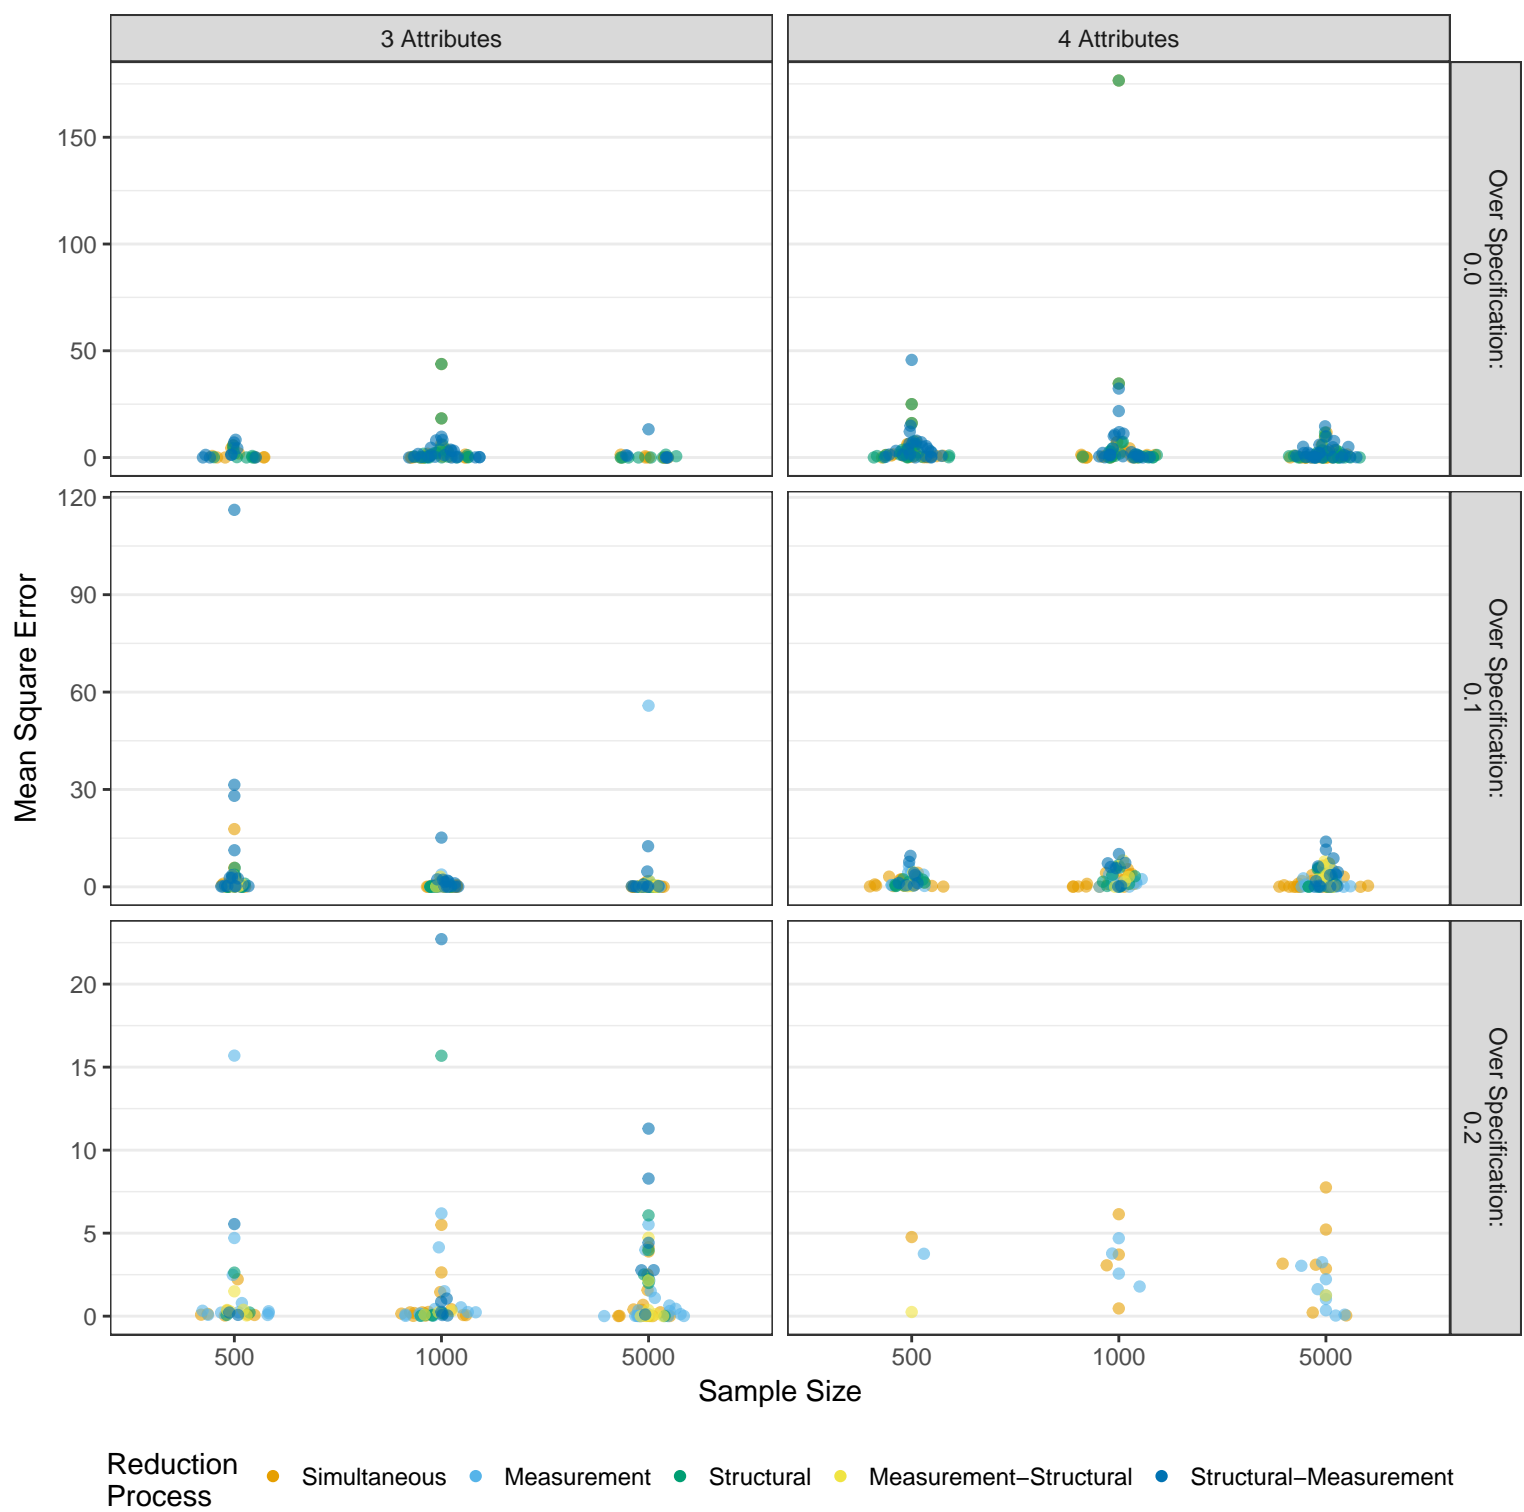 3 Attributes
4 Attributes
Mean Square Error
150
100
50
0
Over Specification:
0.0
120
90
60
30
0
Over Specification:
0.1
20
15
10
5
0
Over Specification:
0.2
500
1000
5000
500
1000
5000
Sample Size
Reduction
Process
Simultaneous
Measurement
Structural
Measurement−Structural
Structural−Measurement